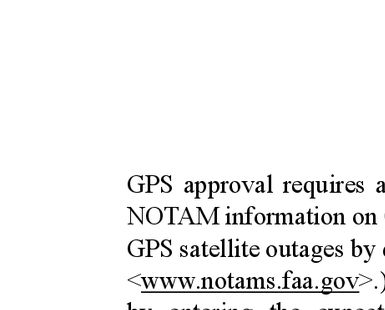 GPS approval requires a
NOTAM information on
GPS satellite outages by
<www.notams.faa.gov>.)
by entering the expect